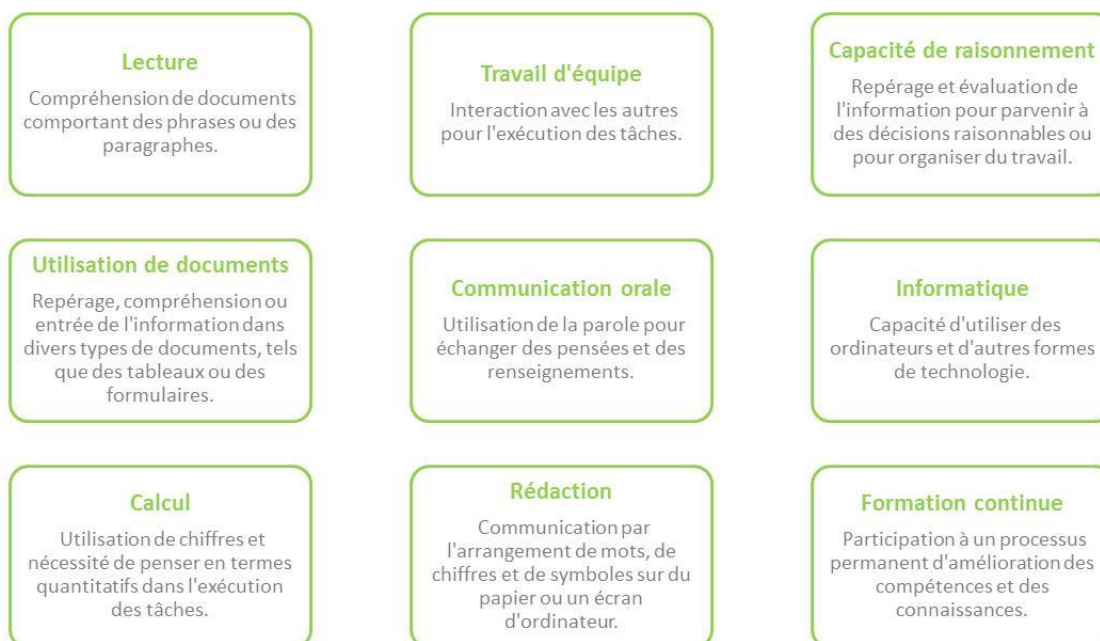 Lecture
Compréhension de documents
comportant des phrases ou des
paragraphes.
Travail d'équipe
Interaction avec les autres
pour l'exécution des tâches.
Capacité de raisonnement
Repérage et évaluation de
l'information pour parvenir à
des décisions raisonnables ou
pour organiser du travail.
Utilisation de documents
Repérage, compréhension ou
entrée de l'information dans
divers types de documents, tels
que des tableaux ou des
formulaires.
Communication orale
Utilisation de la parole pour
échanger des pensées et des
renseignements.
Informatique
Capacité d'utiliser des
ordinateurs et d'autres formes
de technologie.
Calcul
Utilisation de chiffres et
nécessité de penser en termes
quantitatifs dans l'exécution
des tâches.
Rédaction
Communication par
l'arrangement de mots, de
chiffres et de symboles sur du
papier ou un écran
d'ordinateur.
Formation continue
Participation à un processus
permanent d'amélioration des
compétences et des
connaissances.